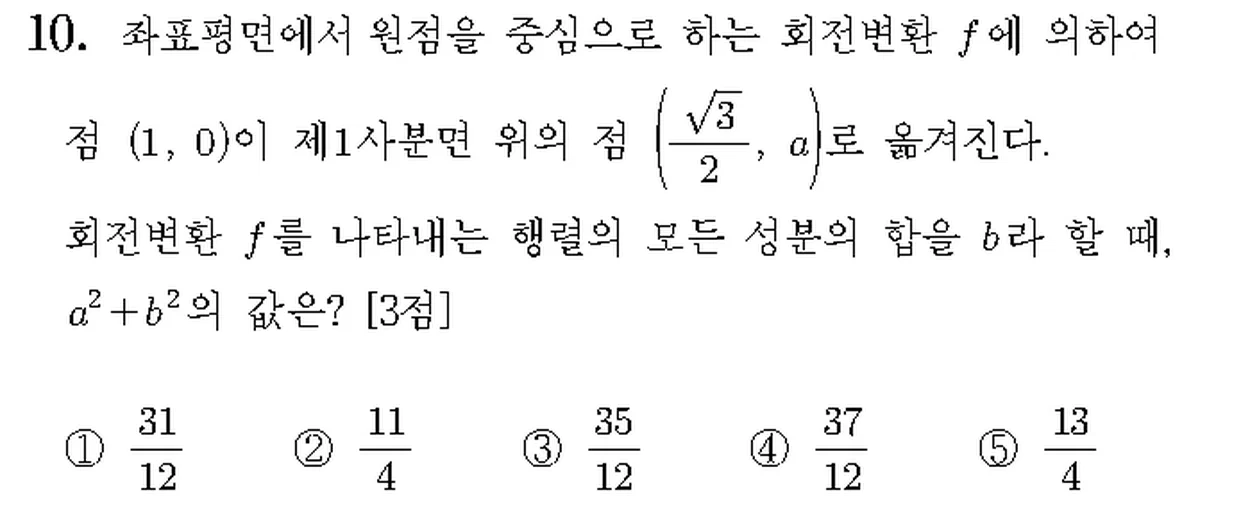 10. 좌표평면에서 원점을 중심으로 하는 회전변환 f에 의하여
점 (1, 0)이 제1사분면 위의 점 (√3/2, a)로 옮겨진다.
회전변환 f를 나타내는 행렬의 모든 성분의 합을 b라 할 때,
a²+b²의 값은? [3점]
① 31/12 ② 11/4 ③ 35/12 ④ 37/12 ⑤ 13/4